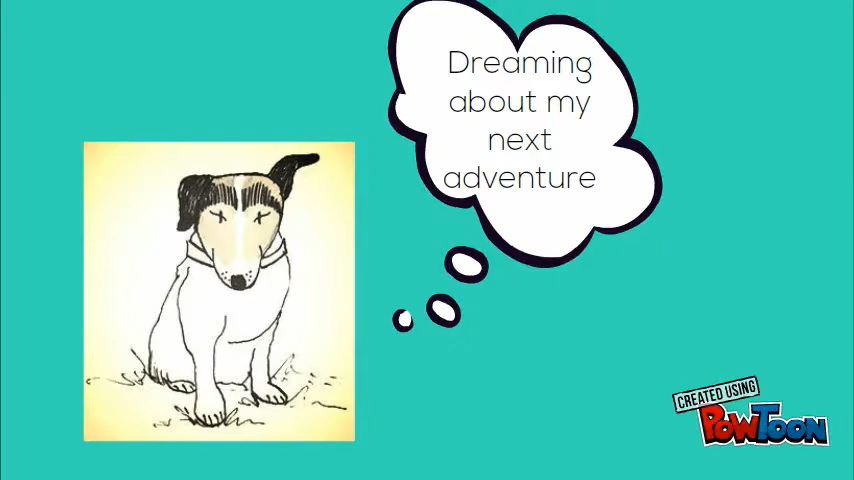 Dreaming
about my
next
adventure
CREATED USING
POWTOON